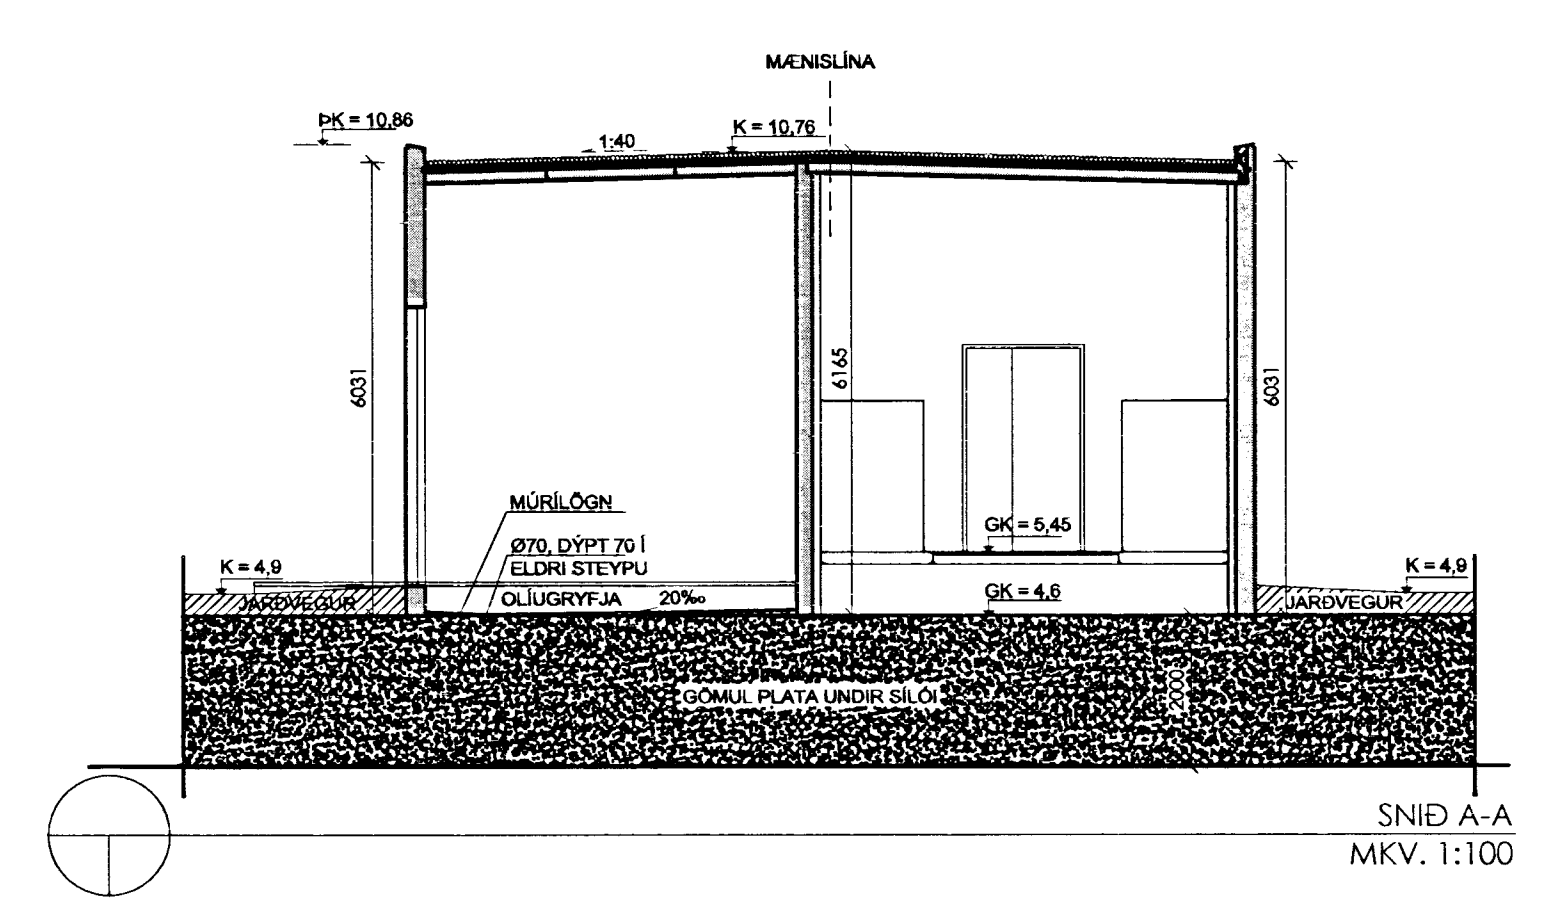 MÆNISLÍNA
ÞK = 10,86
1:40
K = 10,76
6031
6165
6031
MÚRÍLÖGN
Ø70, DÝPT 70 Í
ELDRI STEYPU
GK = 5,45
K = 4,9
K = 4,9
OLÍUGRYFJA
20‰
GK = 4,6
JARÐVEGUR
JARÐVEGUR
GÖMUL PLATA UNDIR SÍLÓI
2000
SNIÐ A-A
MKV. 1:100